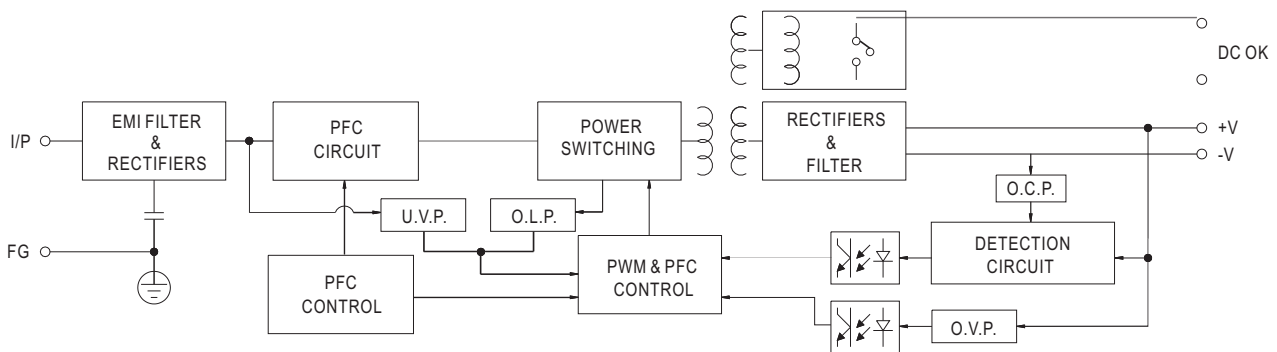 DC OK
I/P
EMI FILTER
&
RECTIFIERS
PFC
CIRCUIT
POWER
SWITCHING
RECTIFIERS
&
FILTER
+V
-V
O.C.P.
U.V.P.
O.L.P.
FG
PFC
CONTROL
PWM & PFC
CONTROL
DETECTION
CIRCUIT
O.V.P.